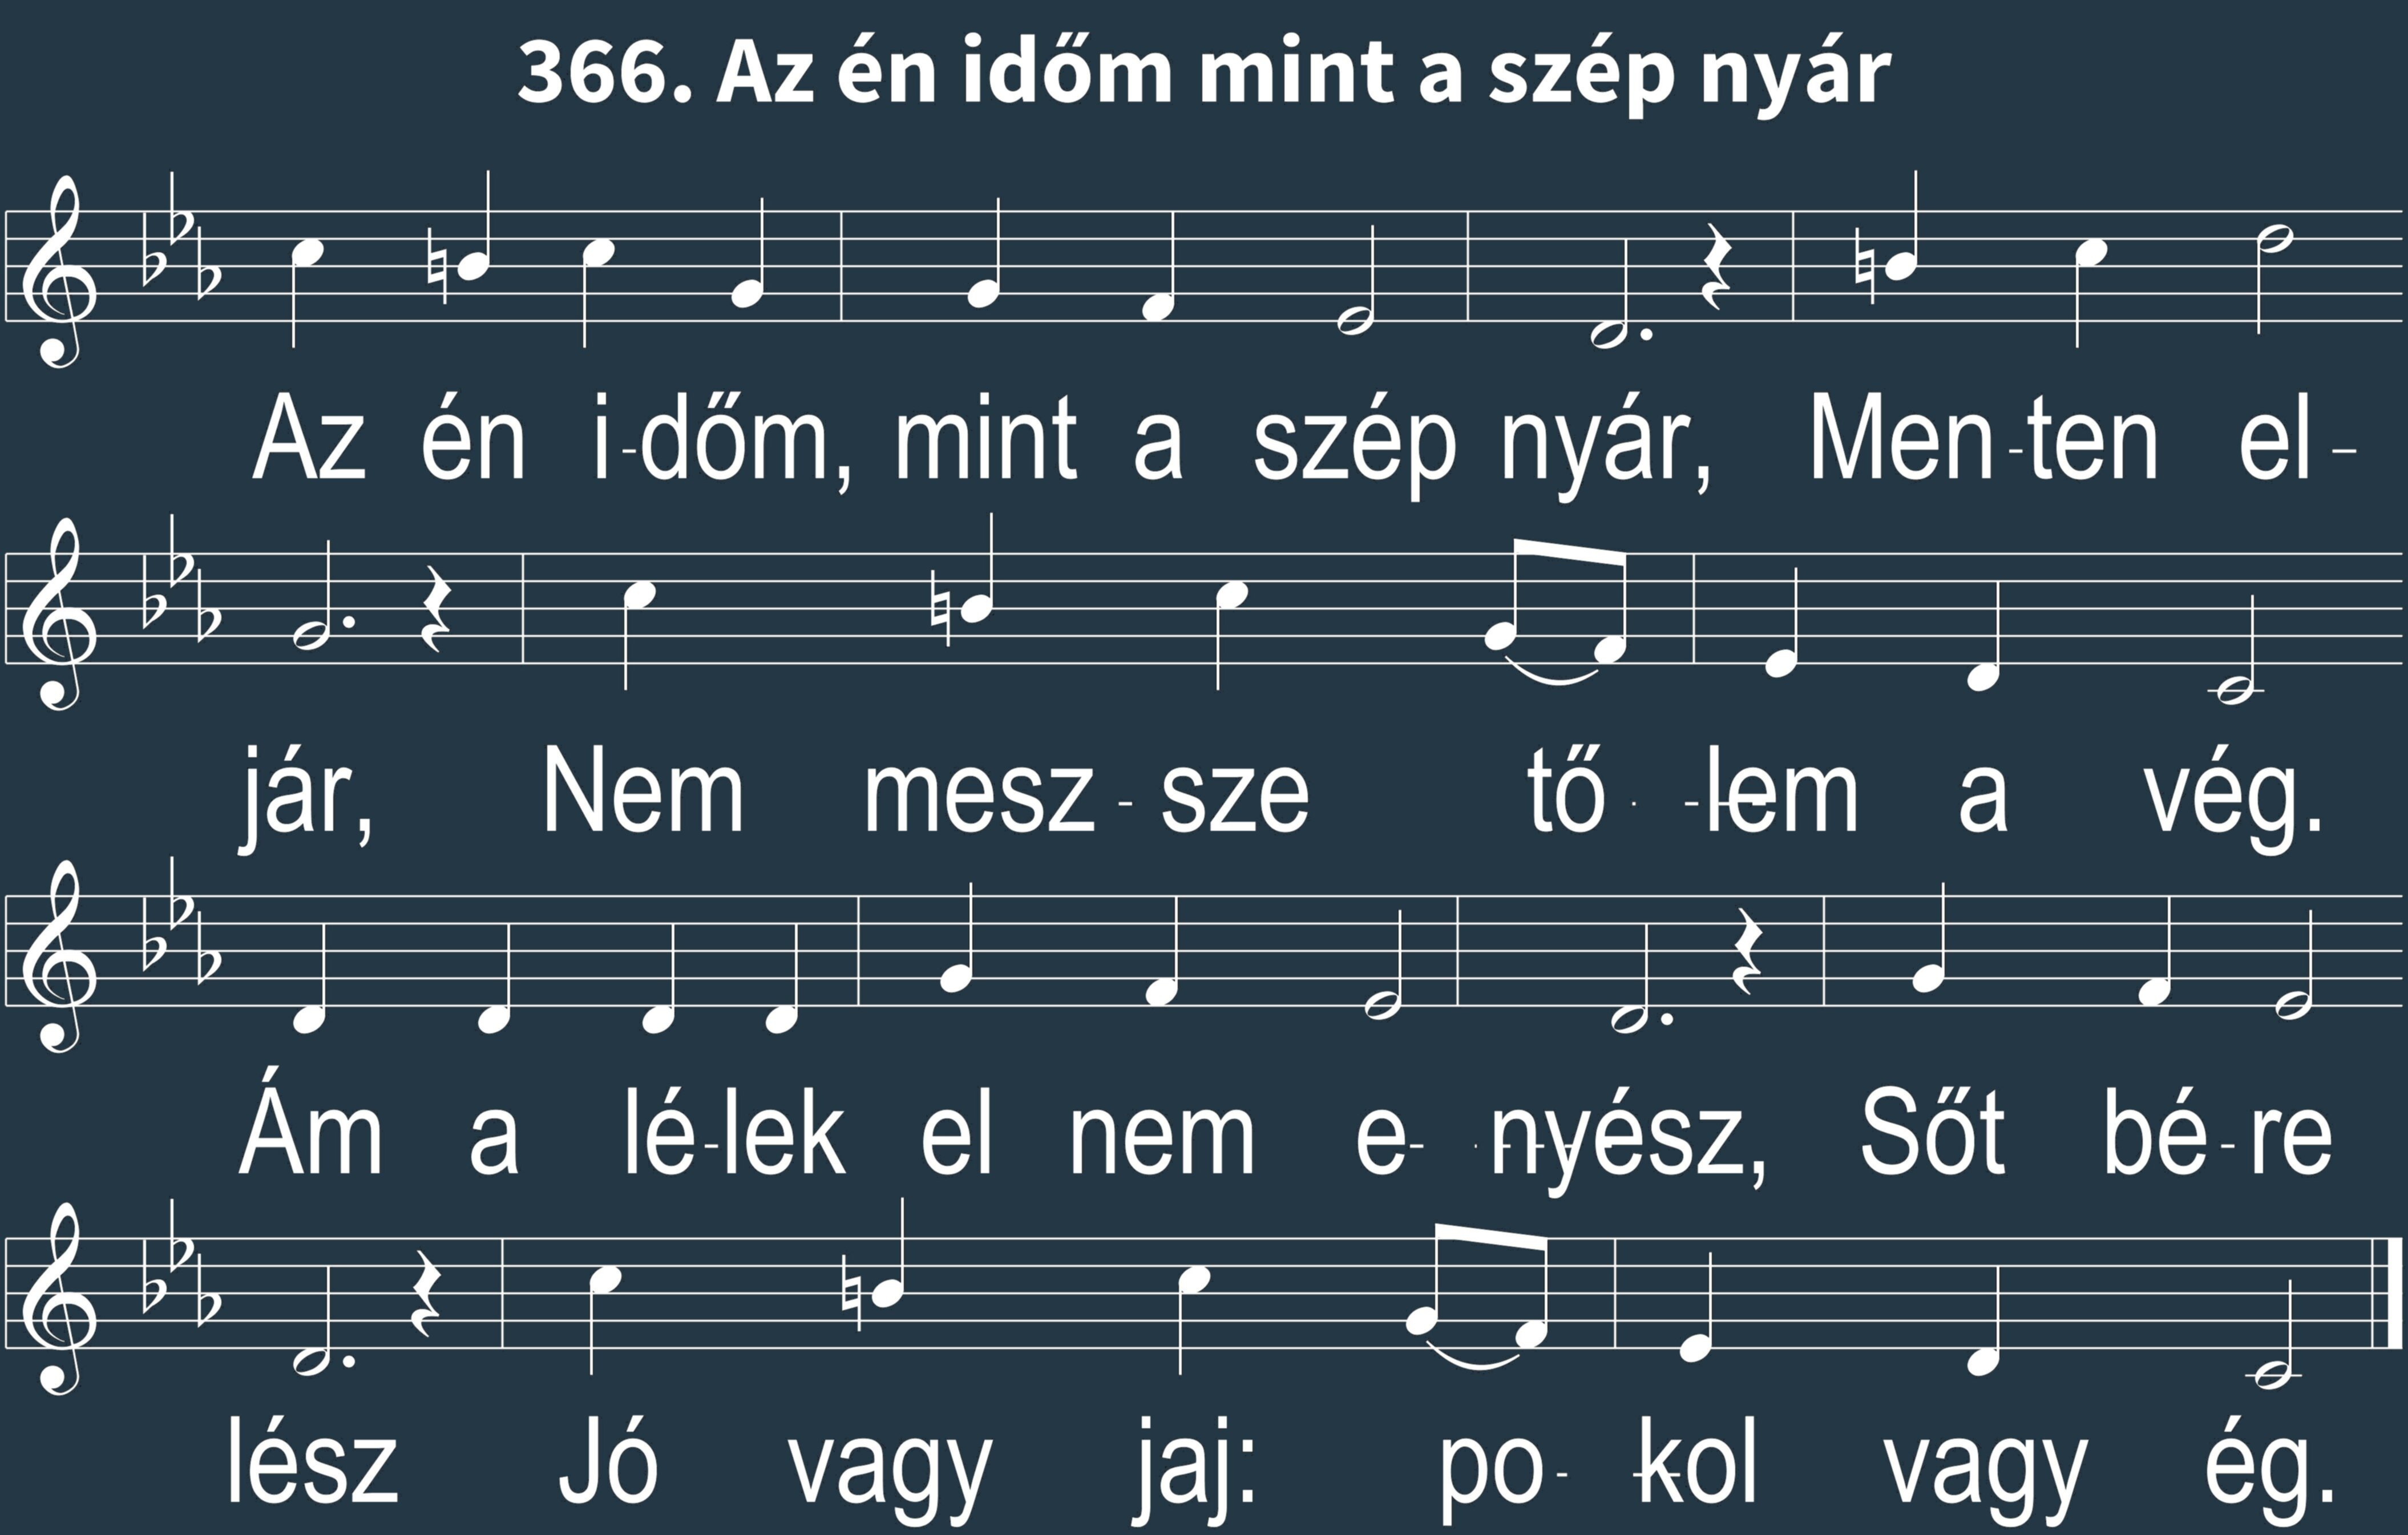 366. Az én időm mint a szép nyár
Az én i-dőm, mint a szép nyár, Men-ten el-
jár, Nem mesz-sze tő--lem a vég.
Ám a lé-lek el nem e--nyész, Sőt bé-re
lész Jó vagy jaj: po--kol vagy ég.